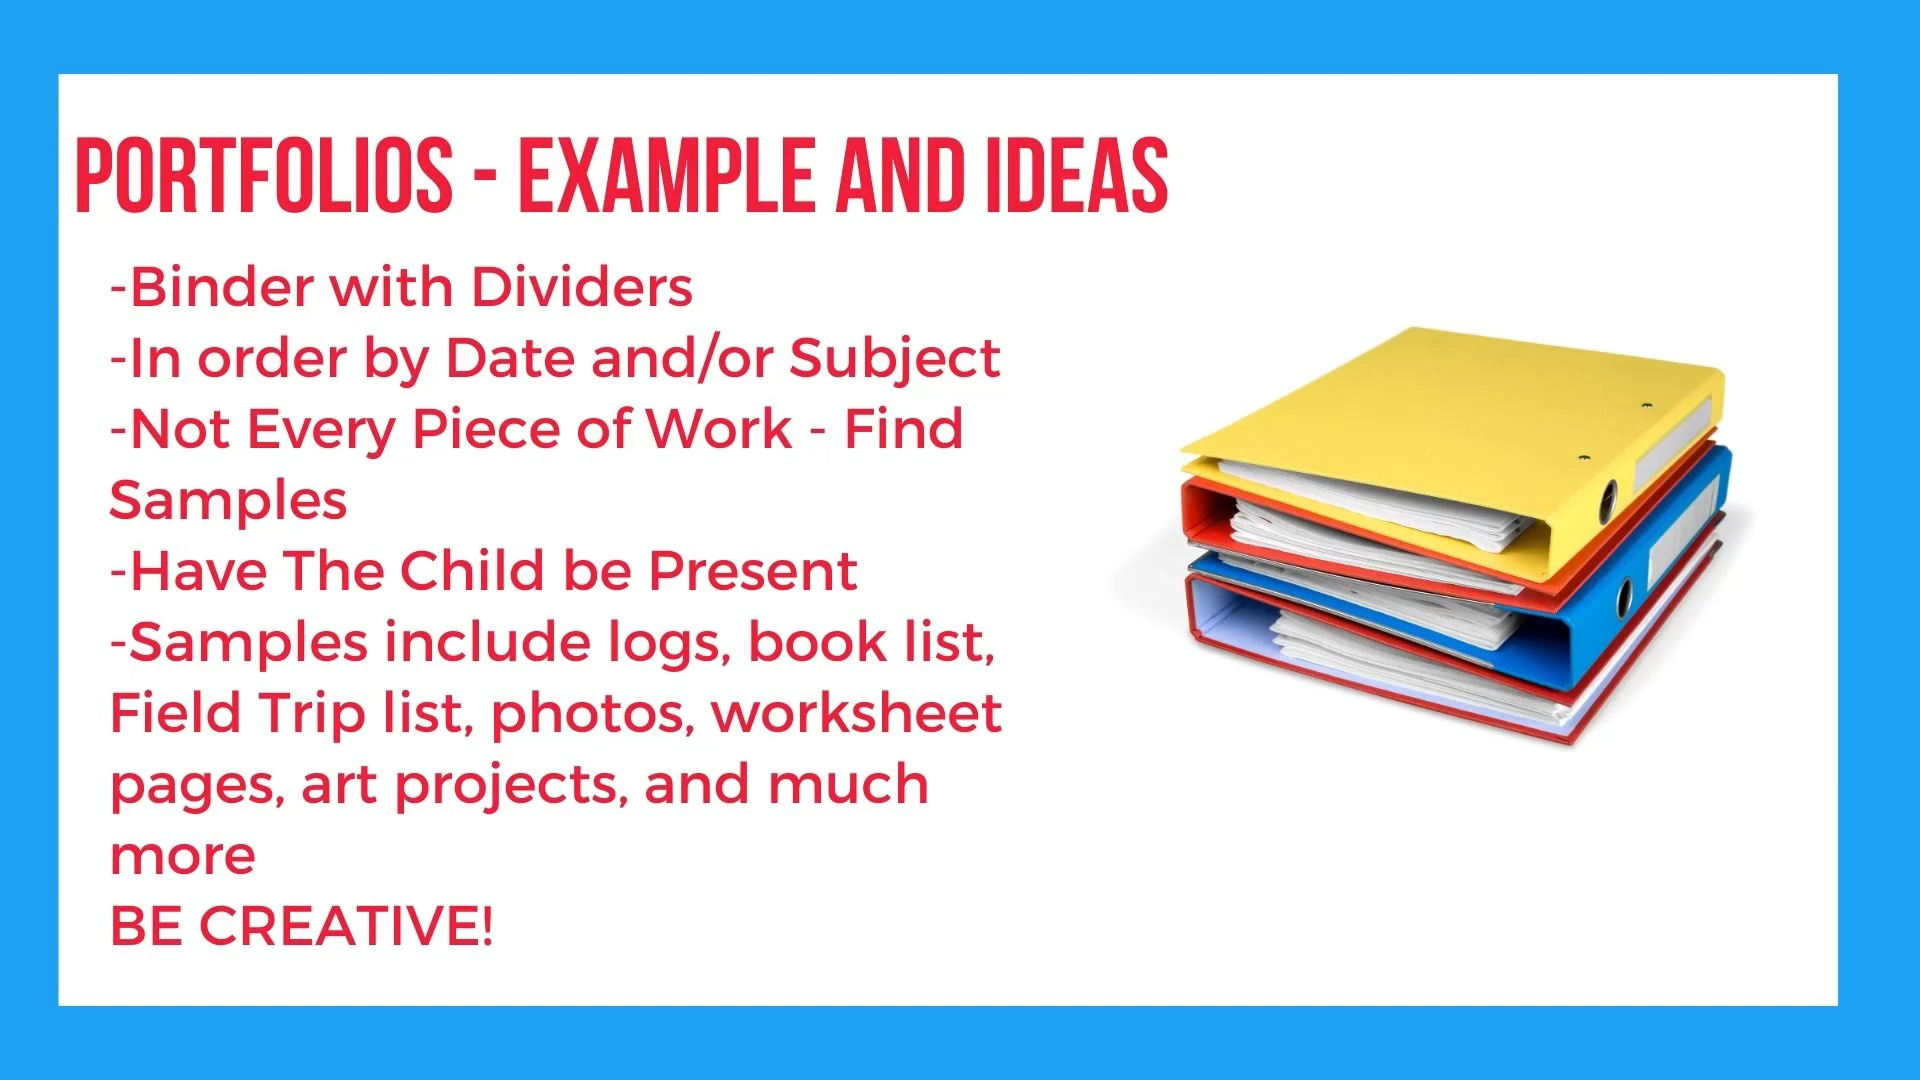 PORTFOLIOS - EXAMPLE AND IDEAS
-Binder with Dividers
-In order by Date and/or Subject
-Not Every Piece of Work - Find
Samples
-Have The Child be Present
-Samples include logs, book list,
Field Trip list, photos, worksheet
pages, art projects, and much
more
BE CREATIVE!